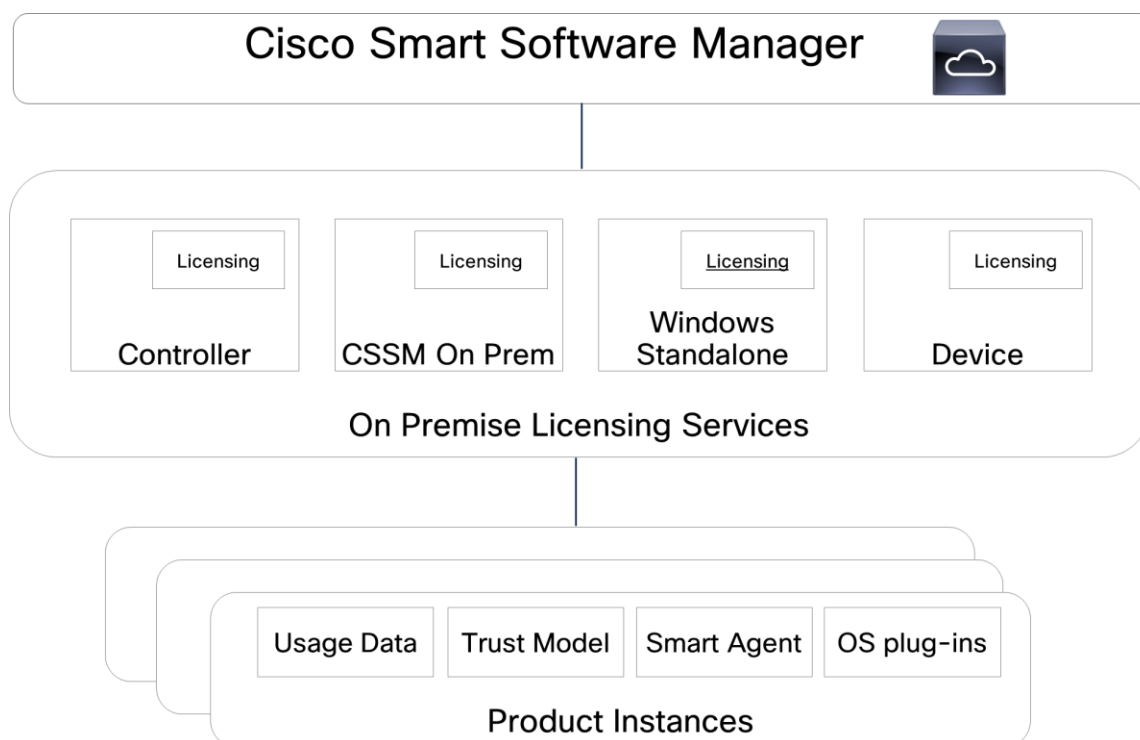 Cisco Smart Software Manager
Licensing
Licensing
Licensing
Licensing
Controller
CSSM On Prem
Windows
Standalone
Device
On Premise Licensing Services
Usage Data
Trust Model
Smart Agent
OS plug-ins
Product Instances